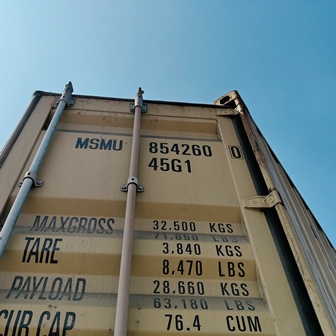 MSMU 854260 0
45G1
MAXGROSS 32.500 KGS
71.650 LBS
TARE 3.840 KGS
8.470 LBS
PAYLOAD 28.660 KGS
63.180 LBS
CUB CAP 76.4 CUM